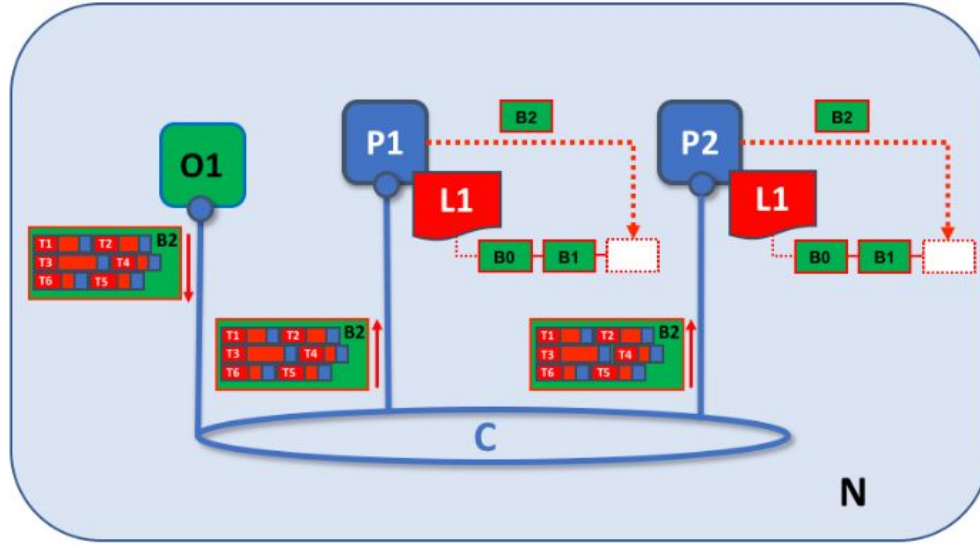 B2
B2
O1
P1
P2
L1
L1
T1 T2 B2
T3 T4
T6 T5
B0 B1
B0 B1
T1 T2 B2
T3 T4
T6 T5
T1 T2 B2
T3 T4
T6 T5
C
N